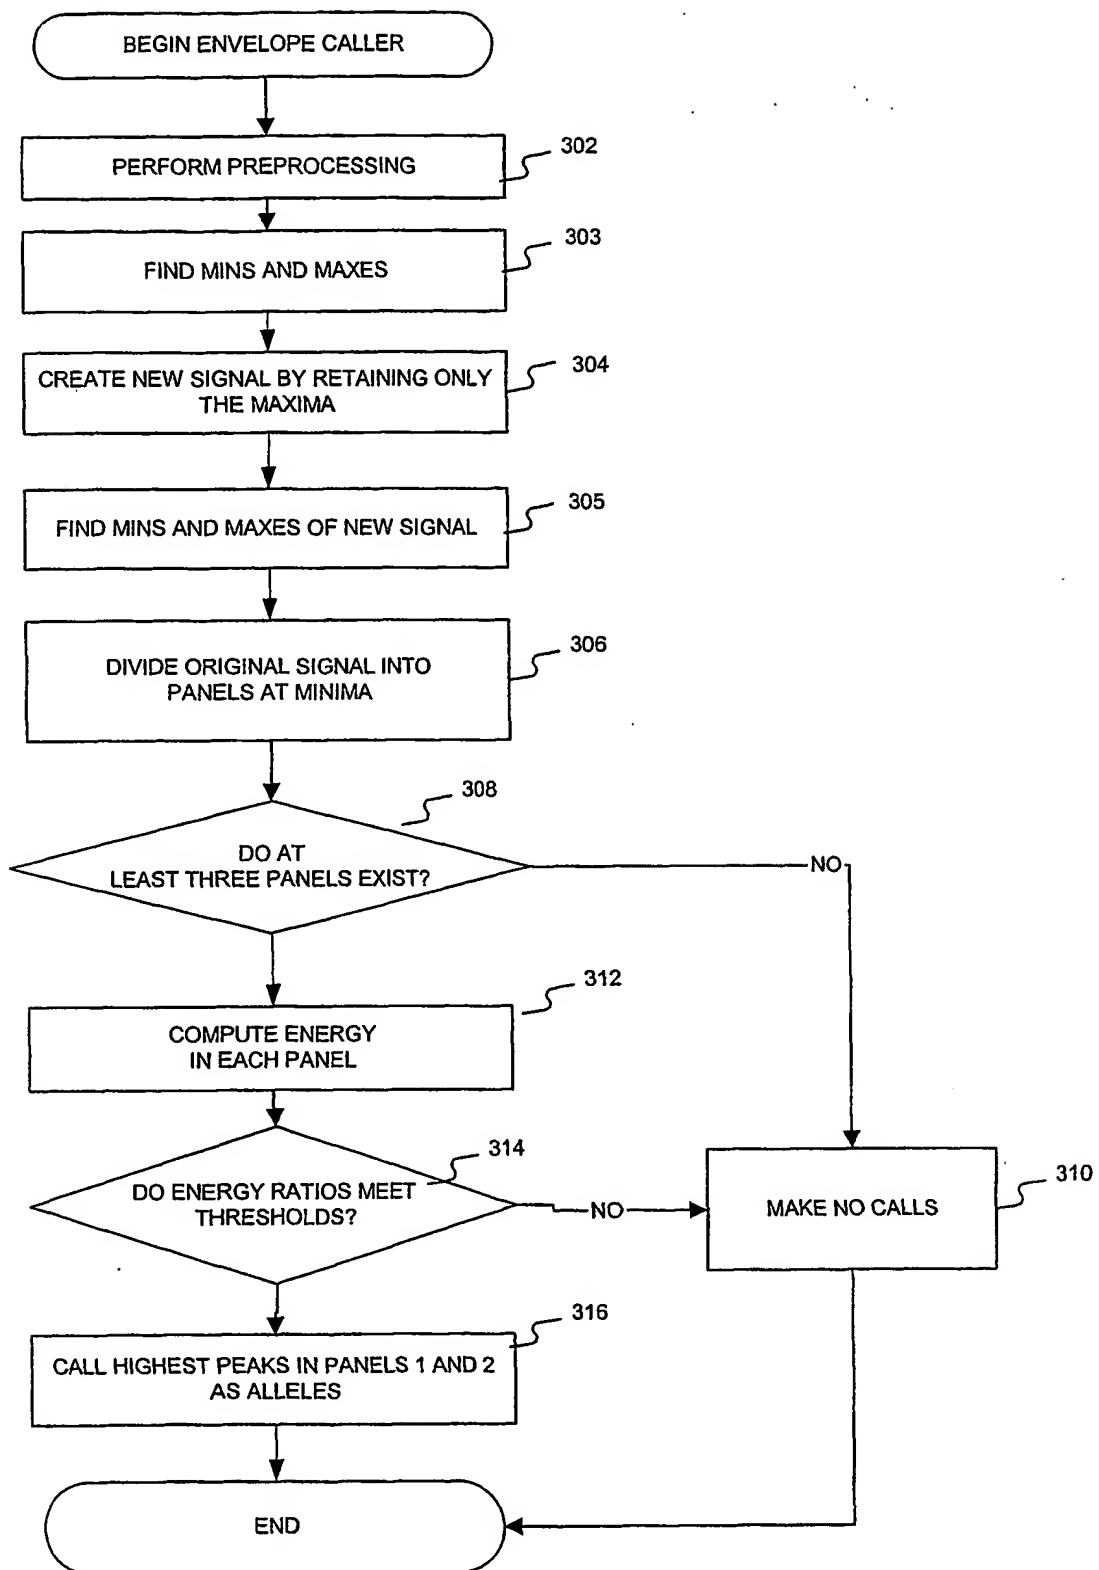 BEGIN ENVELOPE CALLER
302
PERFORM PREPROCESSING
303
FIND MINS AND MAXES
304
CREATE NEW SIGNAL BY RETAINING ONLY
THE MAXIMA
305
FIND MINS AND MAXES OF NEW SIGNAL
306
DIVIDE ORIGINAL SIGNAL INTO
PANELS AT MINIMA
308
DO AT
LEAST THREE PANELS EXIST?
NO
312
COMPUTE ENERGY
IN EACH PANEL
314
DO ENERGY RATIOS MEET
THRESHOLDS?
NO
310
MAKE NO CALLS
316
CALL HIGHEST PEAKS IN PANELS 1 AND 2
AS ALLELES
END